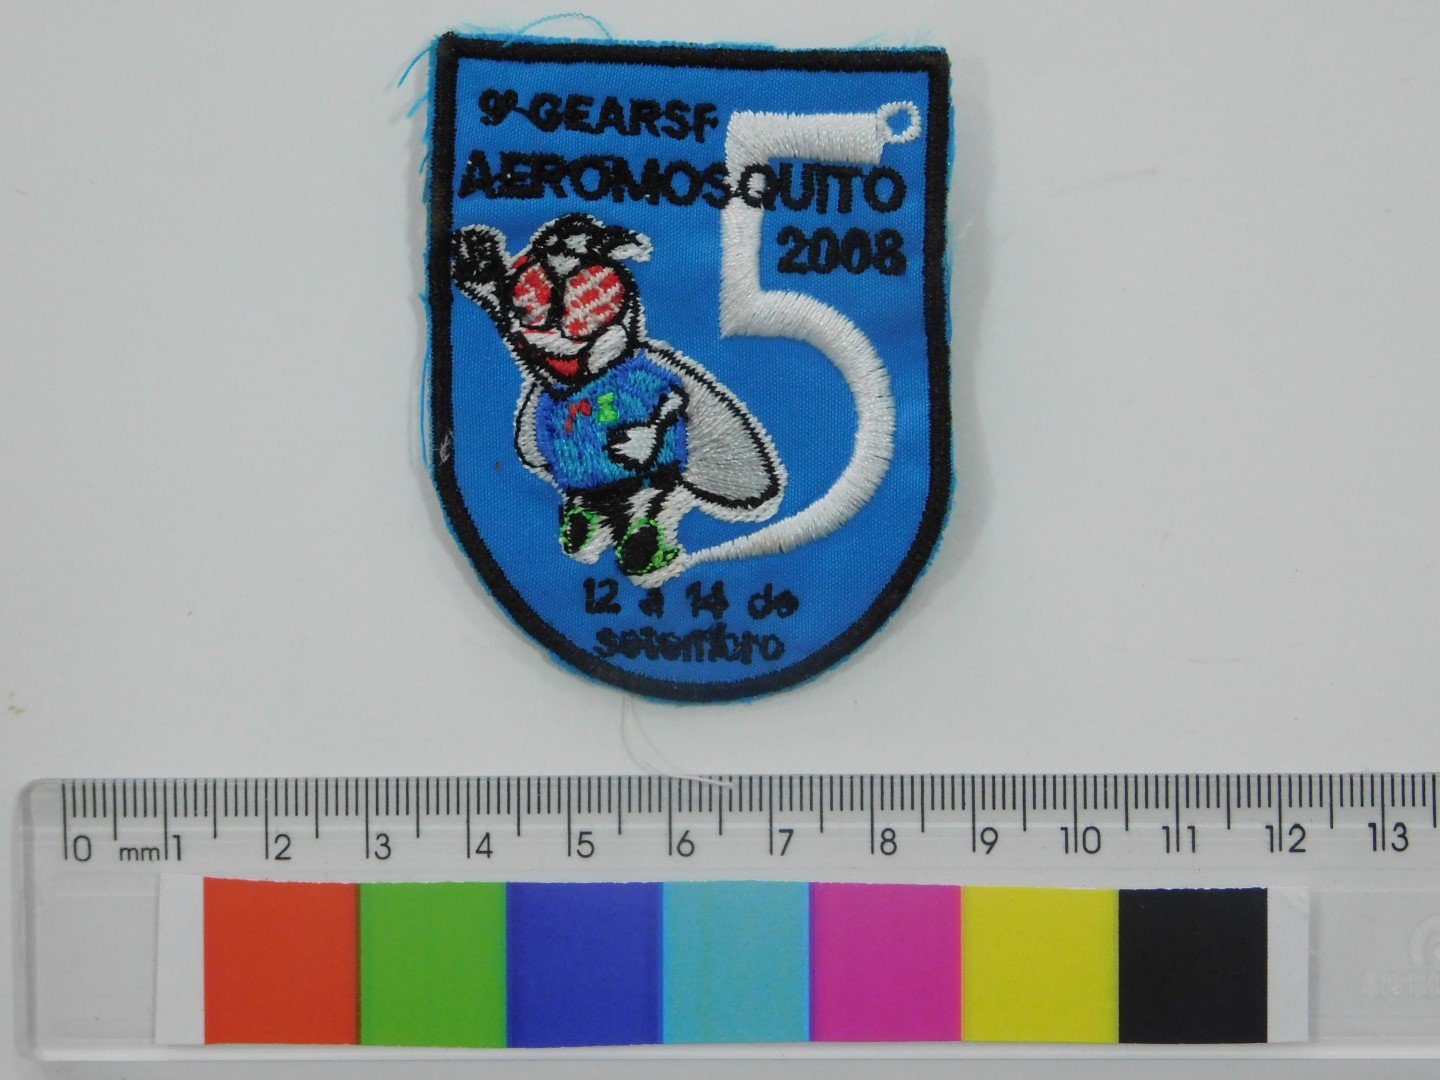 9º GEARSF
AEROMOSQUITO
2008
5
12 a 14 de
setembro
0 mm 1 2 3 4 5 6 7 8 9 10 11 12 13